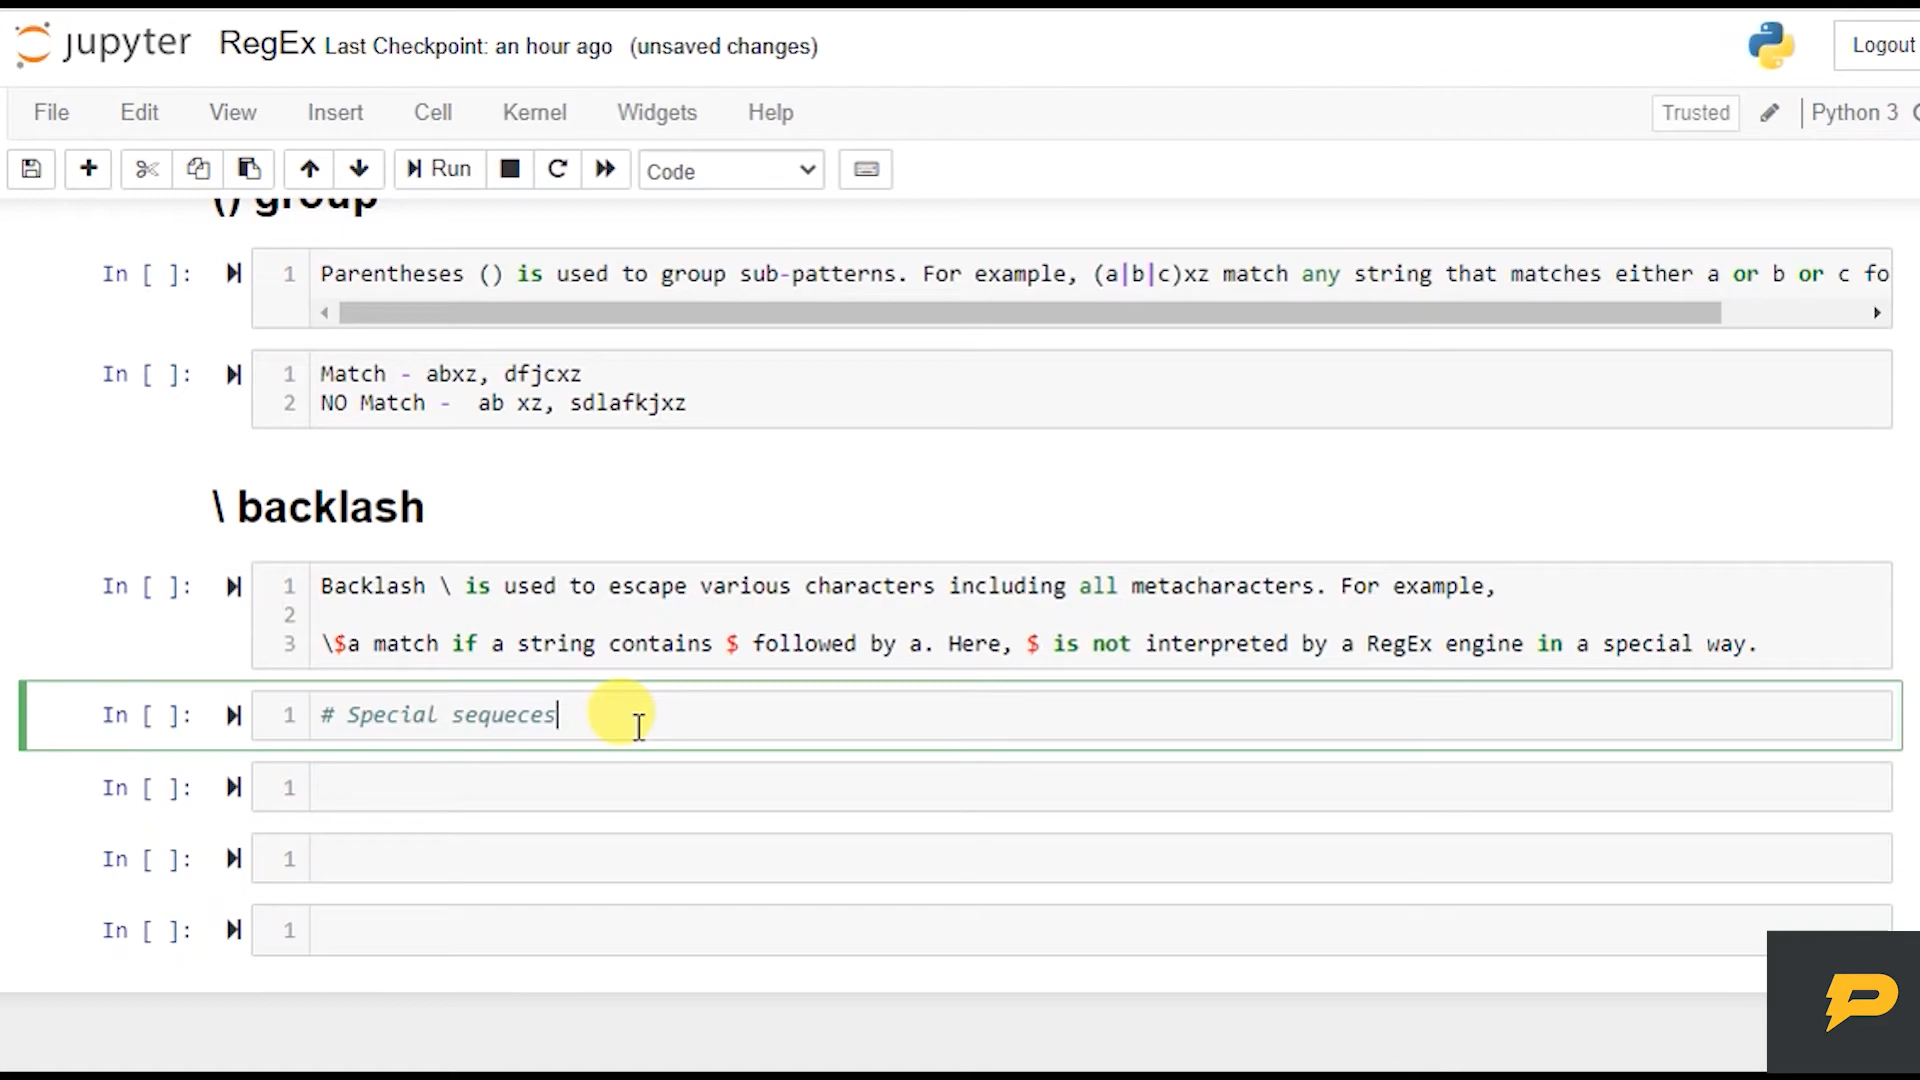 jupyter RegEx Last Checkpoint: an hour ago (unsaved changes) Logout
File Edit View Insert Cell Kernel Widgets Help Trusted Python 3
Run Code
() group
In [ ]: 1 Parentheses () is used to group sub-patterns. For example, (a|b|c)xz match any string that matches either a or b or c fo
In [ ]: 1 Match - abxz, dfjcxz
2 NO Match - ab xz, sdlafkjxz
\ backlash
In [ ]: 1 Backlash \ is used to escape various characters including all metacharacters. For example,
2
3 \$a match if a string contains $ followed by a. Here, $ is not interpreted by a RegEx engine in a special way.
In [ ]: 1 # Special sequeces
In [ ]: 1
In [ ]: 1
In [ ]: 1